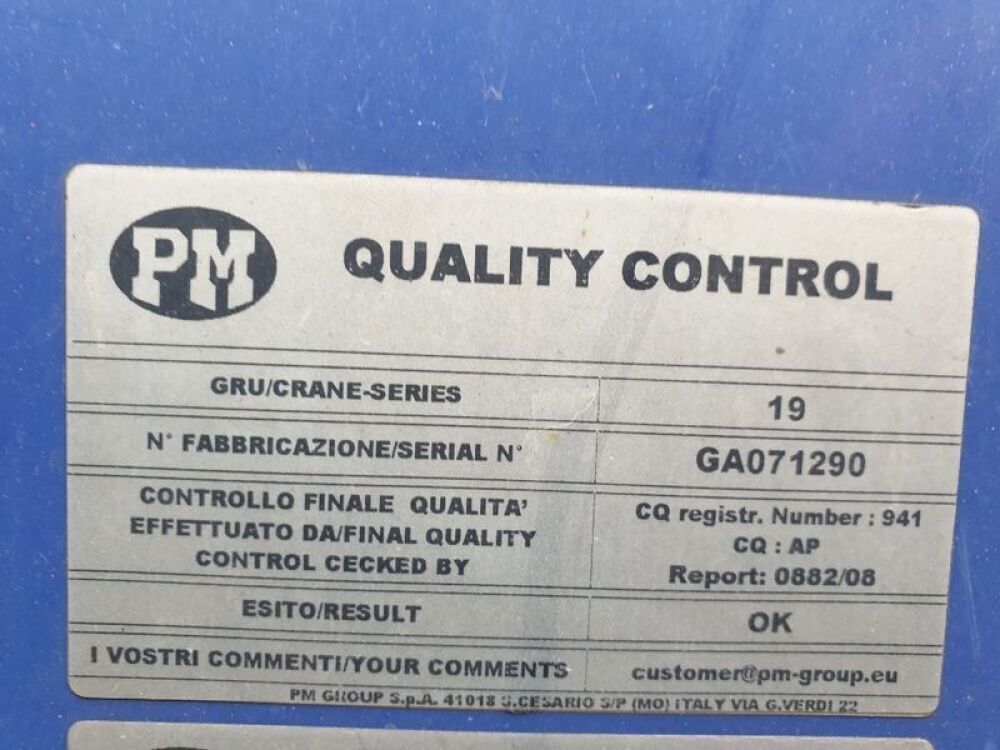 PM
QUALITY CONTROL
GRU/CRANE-SERIES
19
N° FABBRICAZIONE/SERIAL N°
GA071290
CONTROLLO FINALE QUALITA'
EFFETTUATO DA/FINAL QUALITY
CONTROL CECKED BY
CQ registr. Number : 941
CQ : AP
Report: 0882/08
ESITO/RESULT
OK
I VOSTRI COMMENTI/YOUR COMMENTS
customer@pm-group.eu
PM GROUP S.p.A. 41018 S.CESARIO S/P (MO) ITALY VIA G.VERDI 22